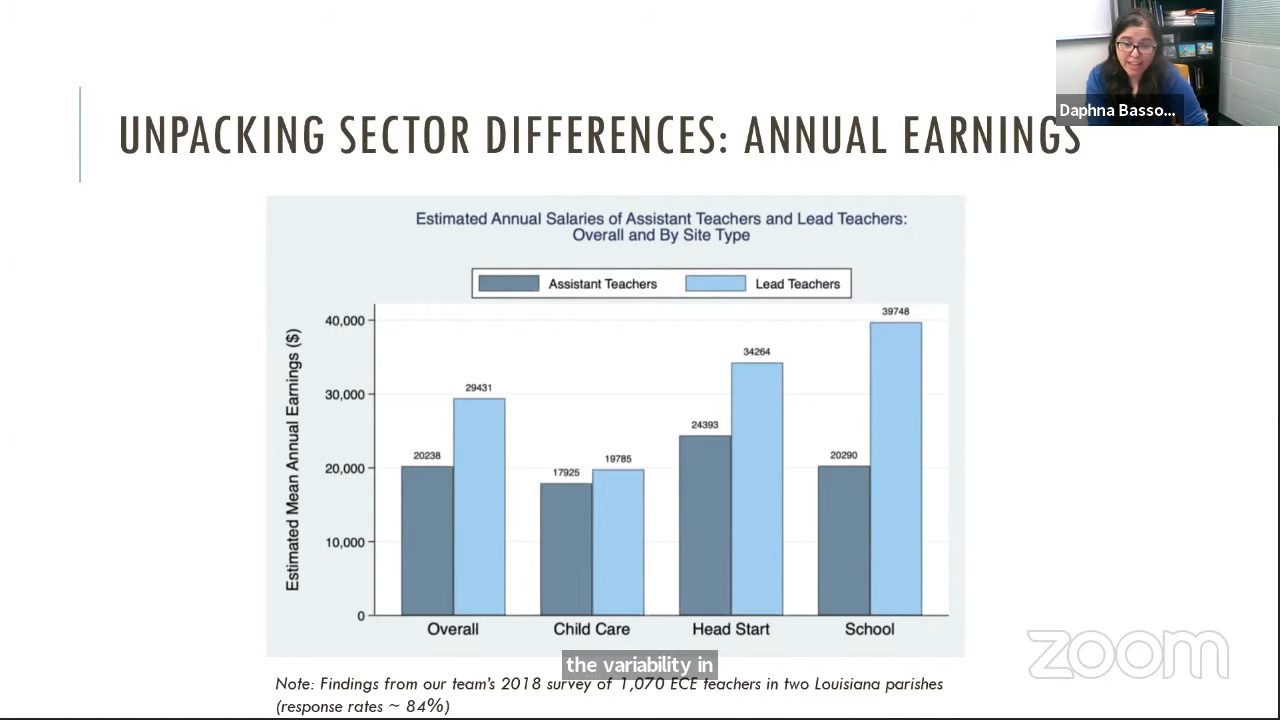 Daphna Basso...
UNPACKING SECTOR DIFFERENCES: ANNUAL EARNINGS
Estimated Annual Salaries of Assistant Teachers and Lead Teachers:
Overall and By Site Type
Assistant Teachers Lead Teachers
Estimated Mean Annual Earnings ($)
40,000
30,000
20,000
10,000
0
20238
29431
17925
19785
24393
34264
20290
39748
Overall Child Care Head Start School
the variability in
zoom
Note: Findings from our team's 2018 survey of 1,070 ECE teachers in two Louisiana parishes
(response rates ~ 84%)